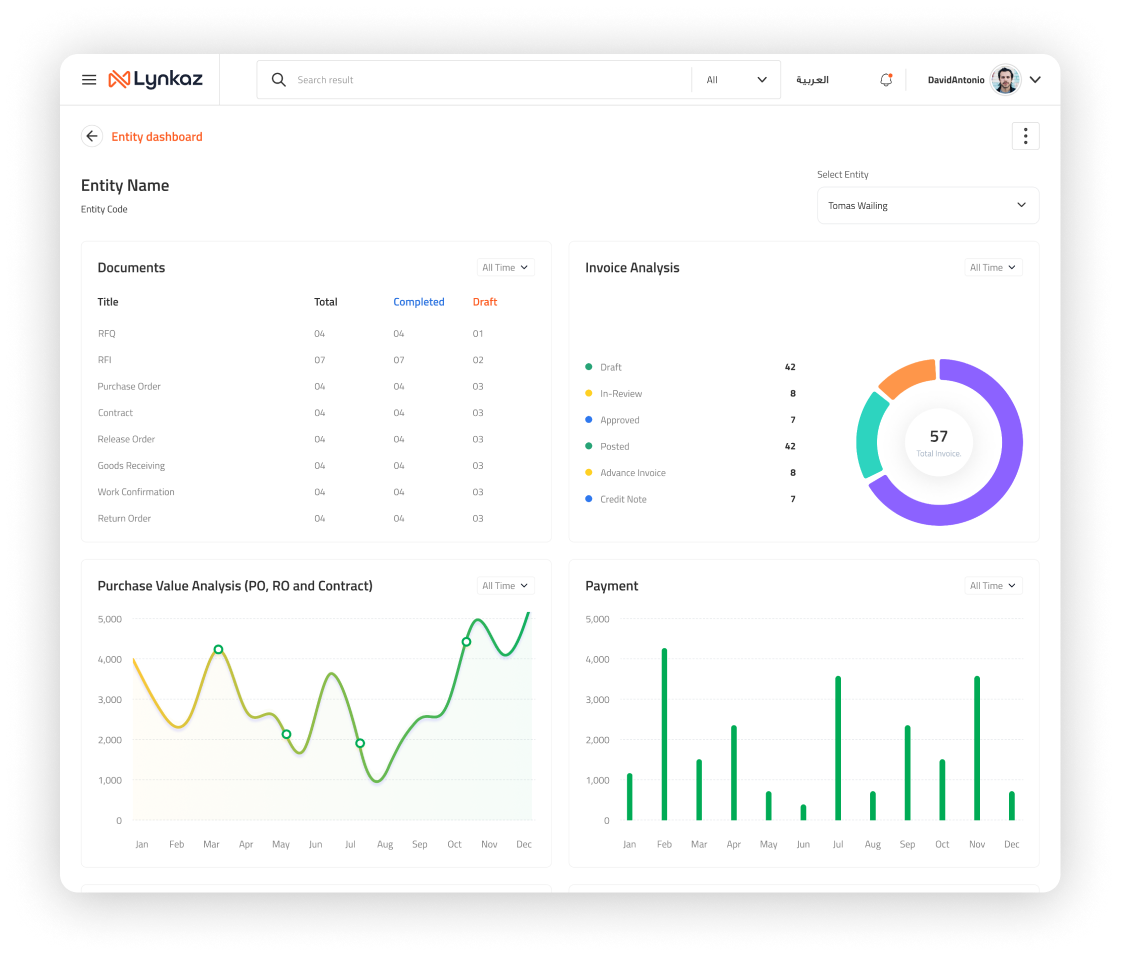 Lynkaz
Search result
All
العربية
DavidAntonio
Entity dashboard
Entity Name
Entity Code
Select Entity
Tomas Wailing
Documents
All Time
Title Total Completed Draft
RFQ 04 04 01
RFI 07 07 02
Purchase Order 04 04 03
Contract 04 04 03
Release Order 04 04 03
Goods Receiving 04 04 03
Work Confirmation 04 04 03
Return Order 04 04 03
Invoice Analysis
All Time
Draft 42
In-Review 8
Approved 7
Posted 42
Advance Invoice 8
Credit Note 7
57
Total Invoice.
Purchase Value Analysis (PO, RO and Contract)
All Time
5,000
4,000
3,000
2,000
1,000
0
Jan Feb Mar Apr May Jun Jul Aug Sep Oct Nov Dec
Payment
All Time
5,000
4,000
3,000
2,000
1,000
0
Jan Feb Mar Apr May Jun Jul Aug Sep Oct Nov Dec